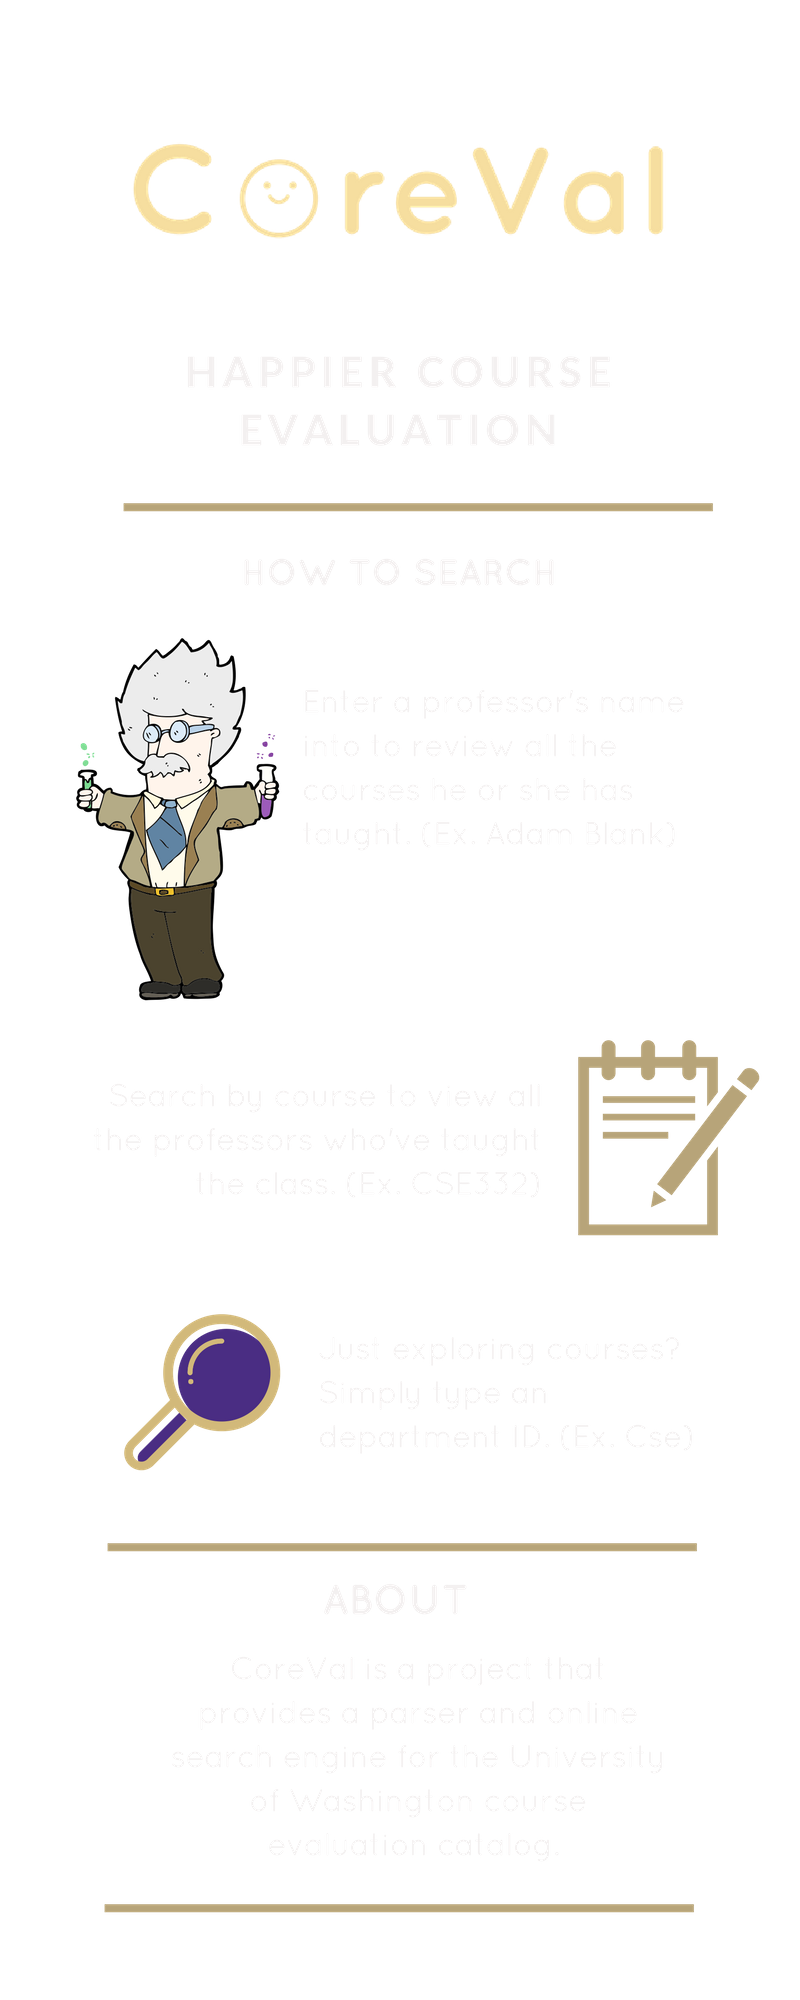 CoreVal
HAPPIER COURSE
EVALUATION
HOW TO SEARCH
Enter a professor's name
into to review all the
courses he or she has
taught. (Ex. Adam Blank)
Search by course to view all
the professors who've taught
the class. (Ex. CSE332)
Just exploring courses?
Simply type an
department ID. (Ex. Cse)
ABOUT
CoreVal is a project that
provides a parser and online
search engine for the University
of Washington course
evaluation catalog.